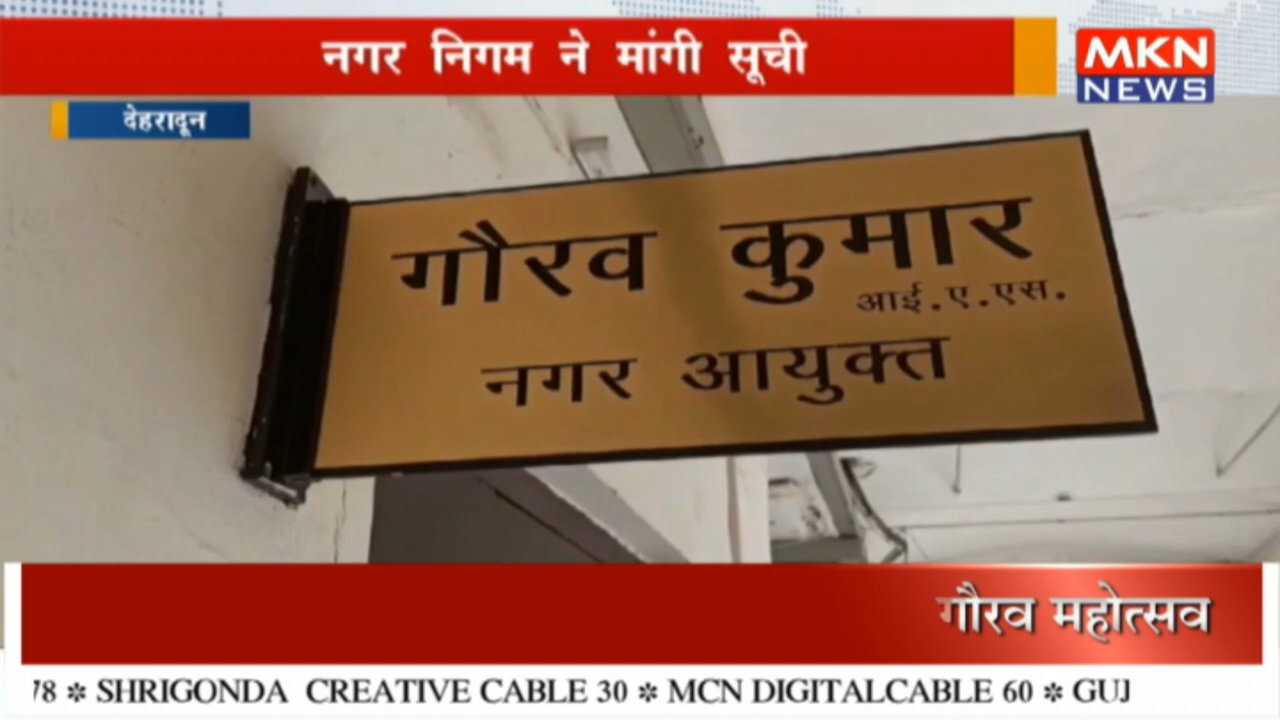 नगर निगम ने मांगी सूची
MKN
NEWS
देहरादून
गौरव कुमार
आई.ए.एस.
नगर आयुक्त
गौरव महोत्सव
78 ✲ SHRIGONDA CREATIVE CABLE 30 ✲ MCN DIGITALCABLE 60 ✲ GUJ